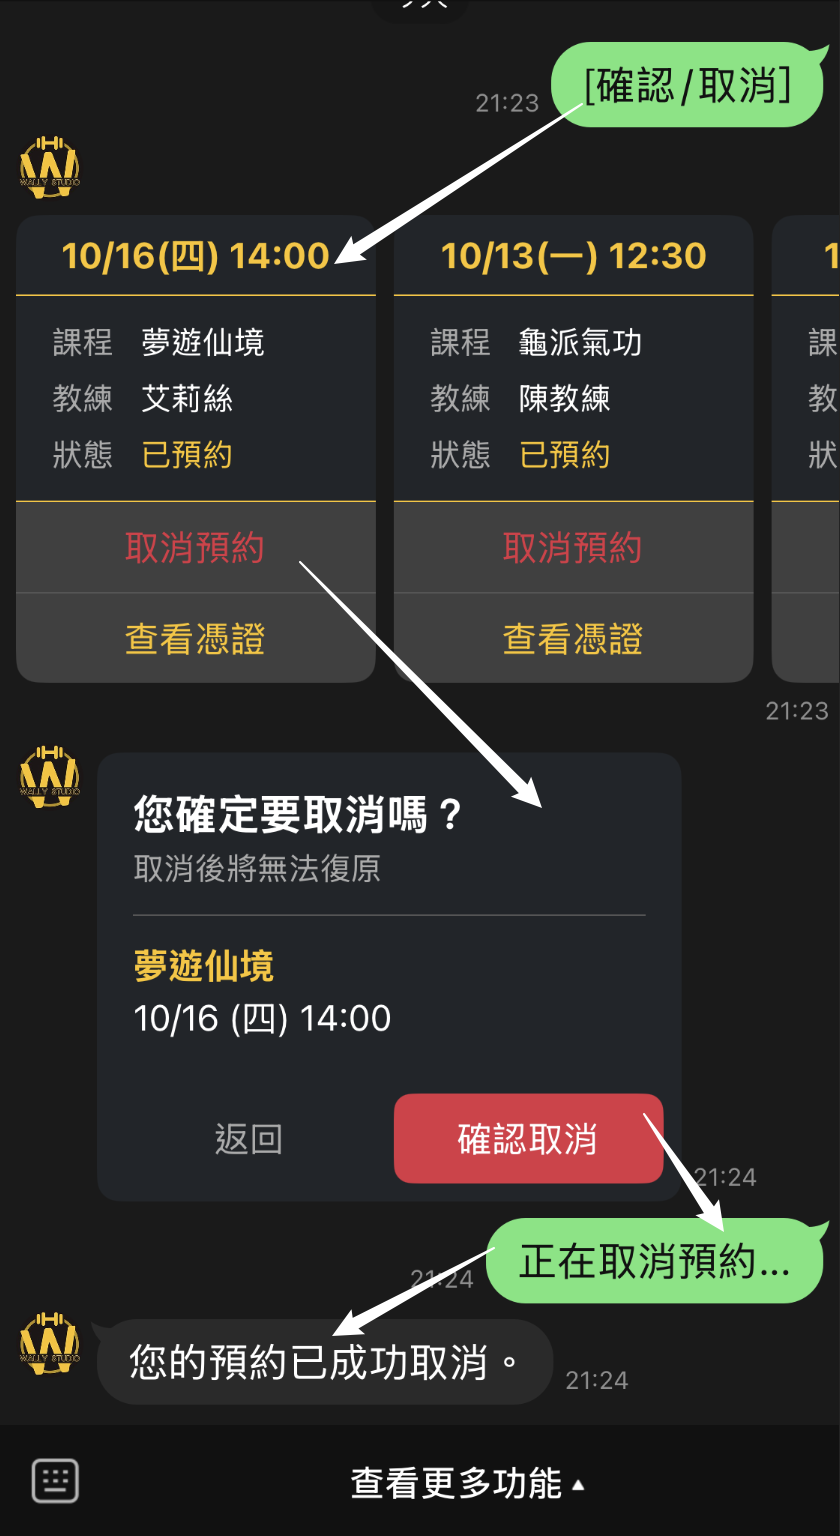 [確認/取消]
21:23
WALLY STUDIO
10/16(四) 14:00
課程 夢遊仙境
教練 艾莉絲
狀態 已預約
取消預約
查看憑證
10/13(一) 12:30
課程 龜派氣功
教練 陳教練
狀態 已預約
取消預約
查看憑證
1
課
教
狀
21:23
WALLY STUDIO
您確定要取消嗎？
取消後將無法復原
夢遊仙境
10/16 (四) 14:00
返回
確認取消
21:24
正在取消預約...
21:24
WALLY STUDIO
您的預約已成功取消。
21:24
查看更多功能 ▴